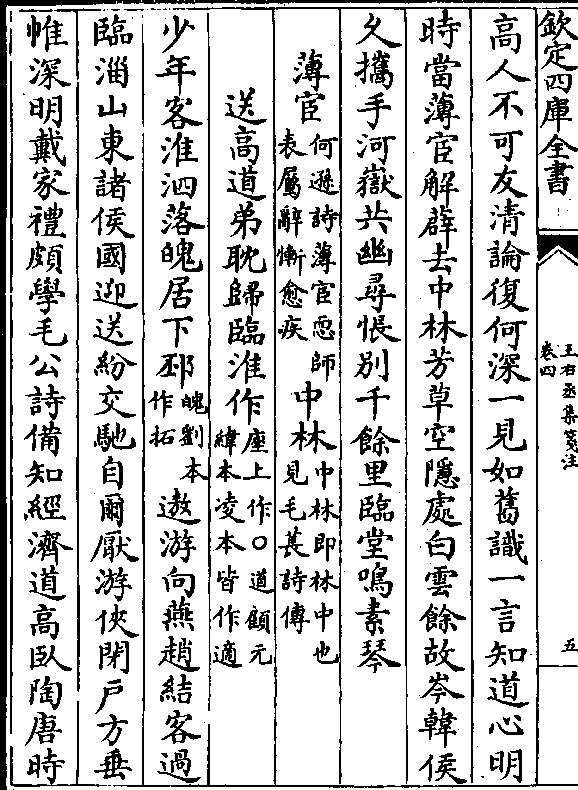 欽定四庫全書
王右丞集箋注
卷四
五
高人不可友清論復何深一見如舊識一言知道心明
時當薄宦解薜去中林芳草空隱處白雲餘故岑韓侯
久攜手河嶽共幽尋悵别千餘里臨堂鳴素琴
薄宦何遜詩薄宦恧師表屬辭慚愈疾中林中林即林中也見毛萇詩傳
送高道弟耽歸臨淮作座上作〇道顧元緯本凌本皆作適
少年客淮泗落魄居下邳魄劉本作拓遨游向燕趙結客過
臨淄山東諸侯國迎送紛交馳自爾厭游俠閉戸方垂
帷深明戴家禮頗學毛公詩備知經濟道高臥陶唐時